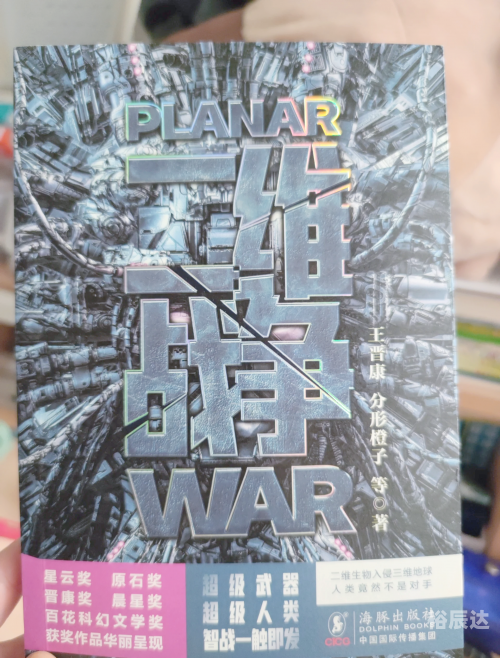 PLANAR
二维
战争
WAR
王晋康 分形橙子 等◎著
星云奖 原石奖
晋康奖 晨星奖
百花科幻文学奖
获奖作品华丽呈现
超级武器
超级人类
智战一触即发
二维生物入侵三维地球
人类竟然不是对手
海豚出版社
DOLPHIN BOOKS
CICG
中国国际传播集团
裕辰达